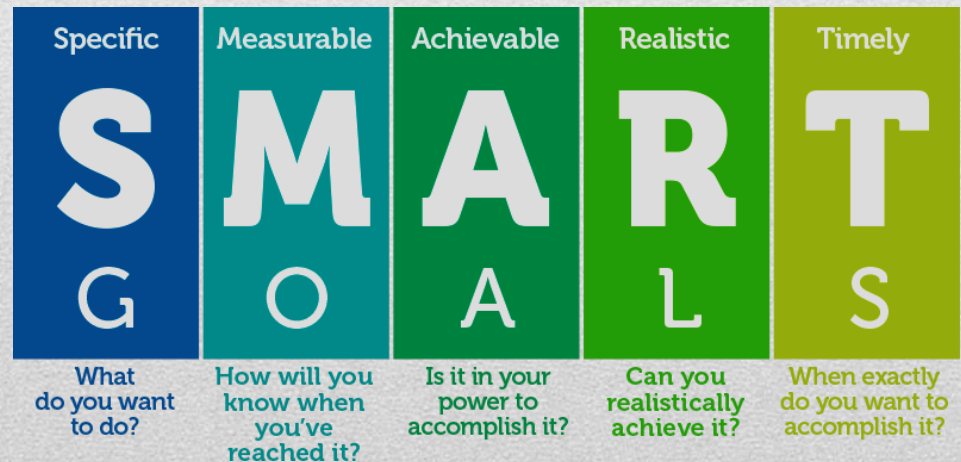 Specific Measurable Achievable Realistic Timely
S M A R T
G O A L S
What
do you want
to do?
How will you
know when
you've
reached it?
Is it in your
power to
accomplish it?
Can you
realistically
achieve it?
When exactly
do you want to
accomplish it?